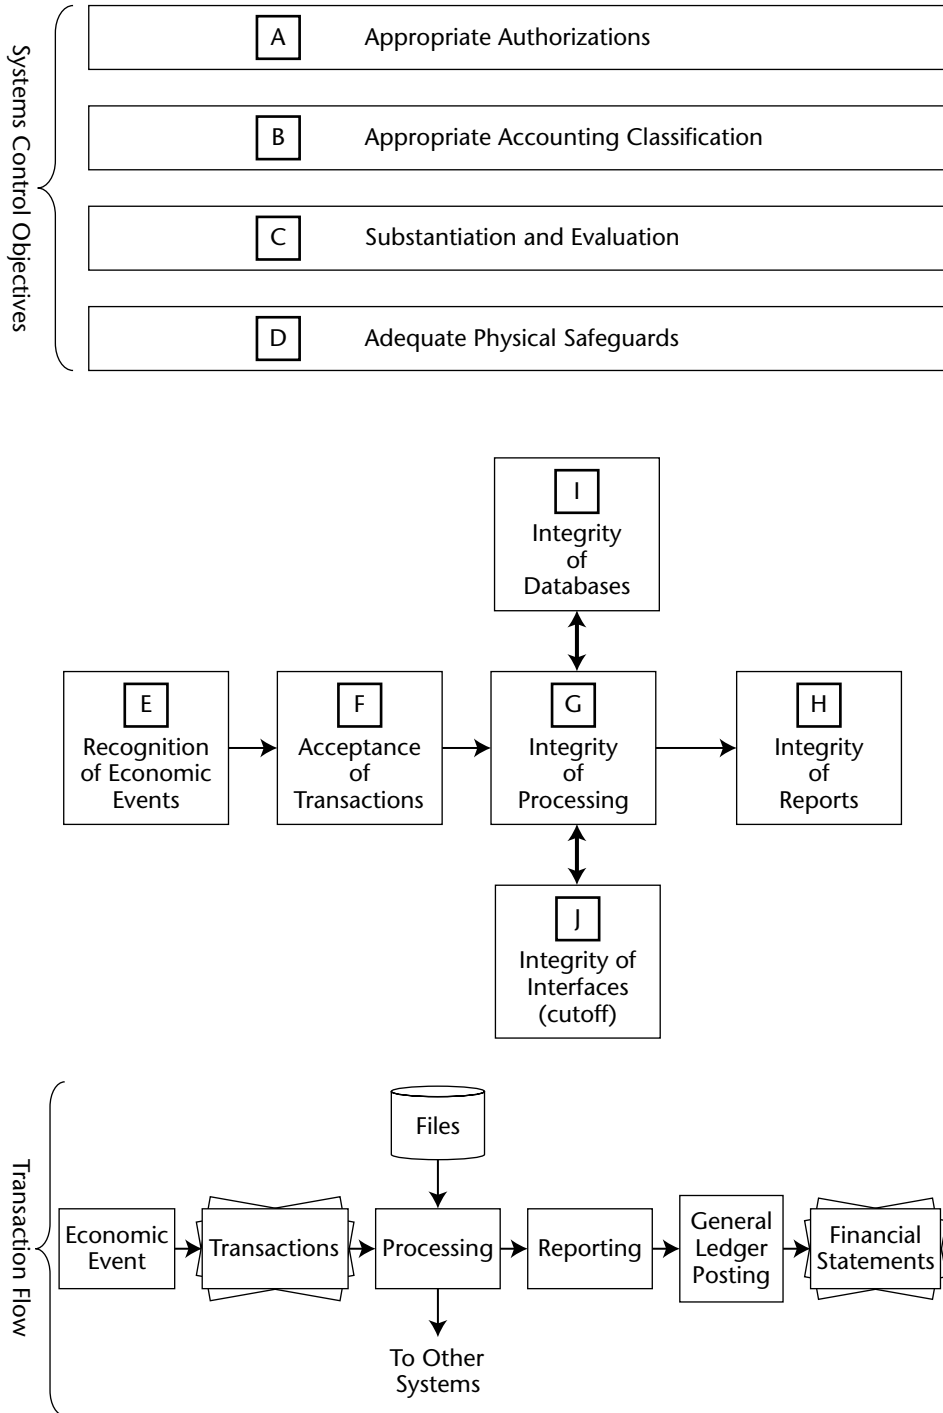 Systems Control Objectives
A
Appropriate Authorizations
B
Appropriate Accounting Classification
C
Substantiation and Evaluation
D
Adequate Physical Safeguards
I
Integrity
of
Databases
E
Recognition
of Economic
Events
F
Acceptance
of
Transactions
G
Integrity
of
Processing
H
Integrity
of
Reports
J
Integrity of
Interfaces
(cutoff)
Transaction Flow
Files
Economic
Event
Transactions
Processing
Reporting
General
Ledger
Posting
Financial
Statements
To Other
Systems